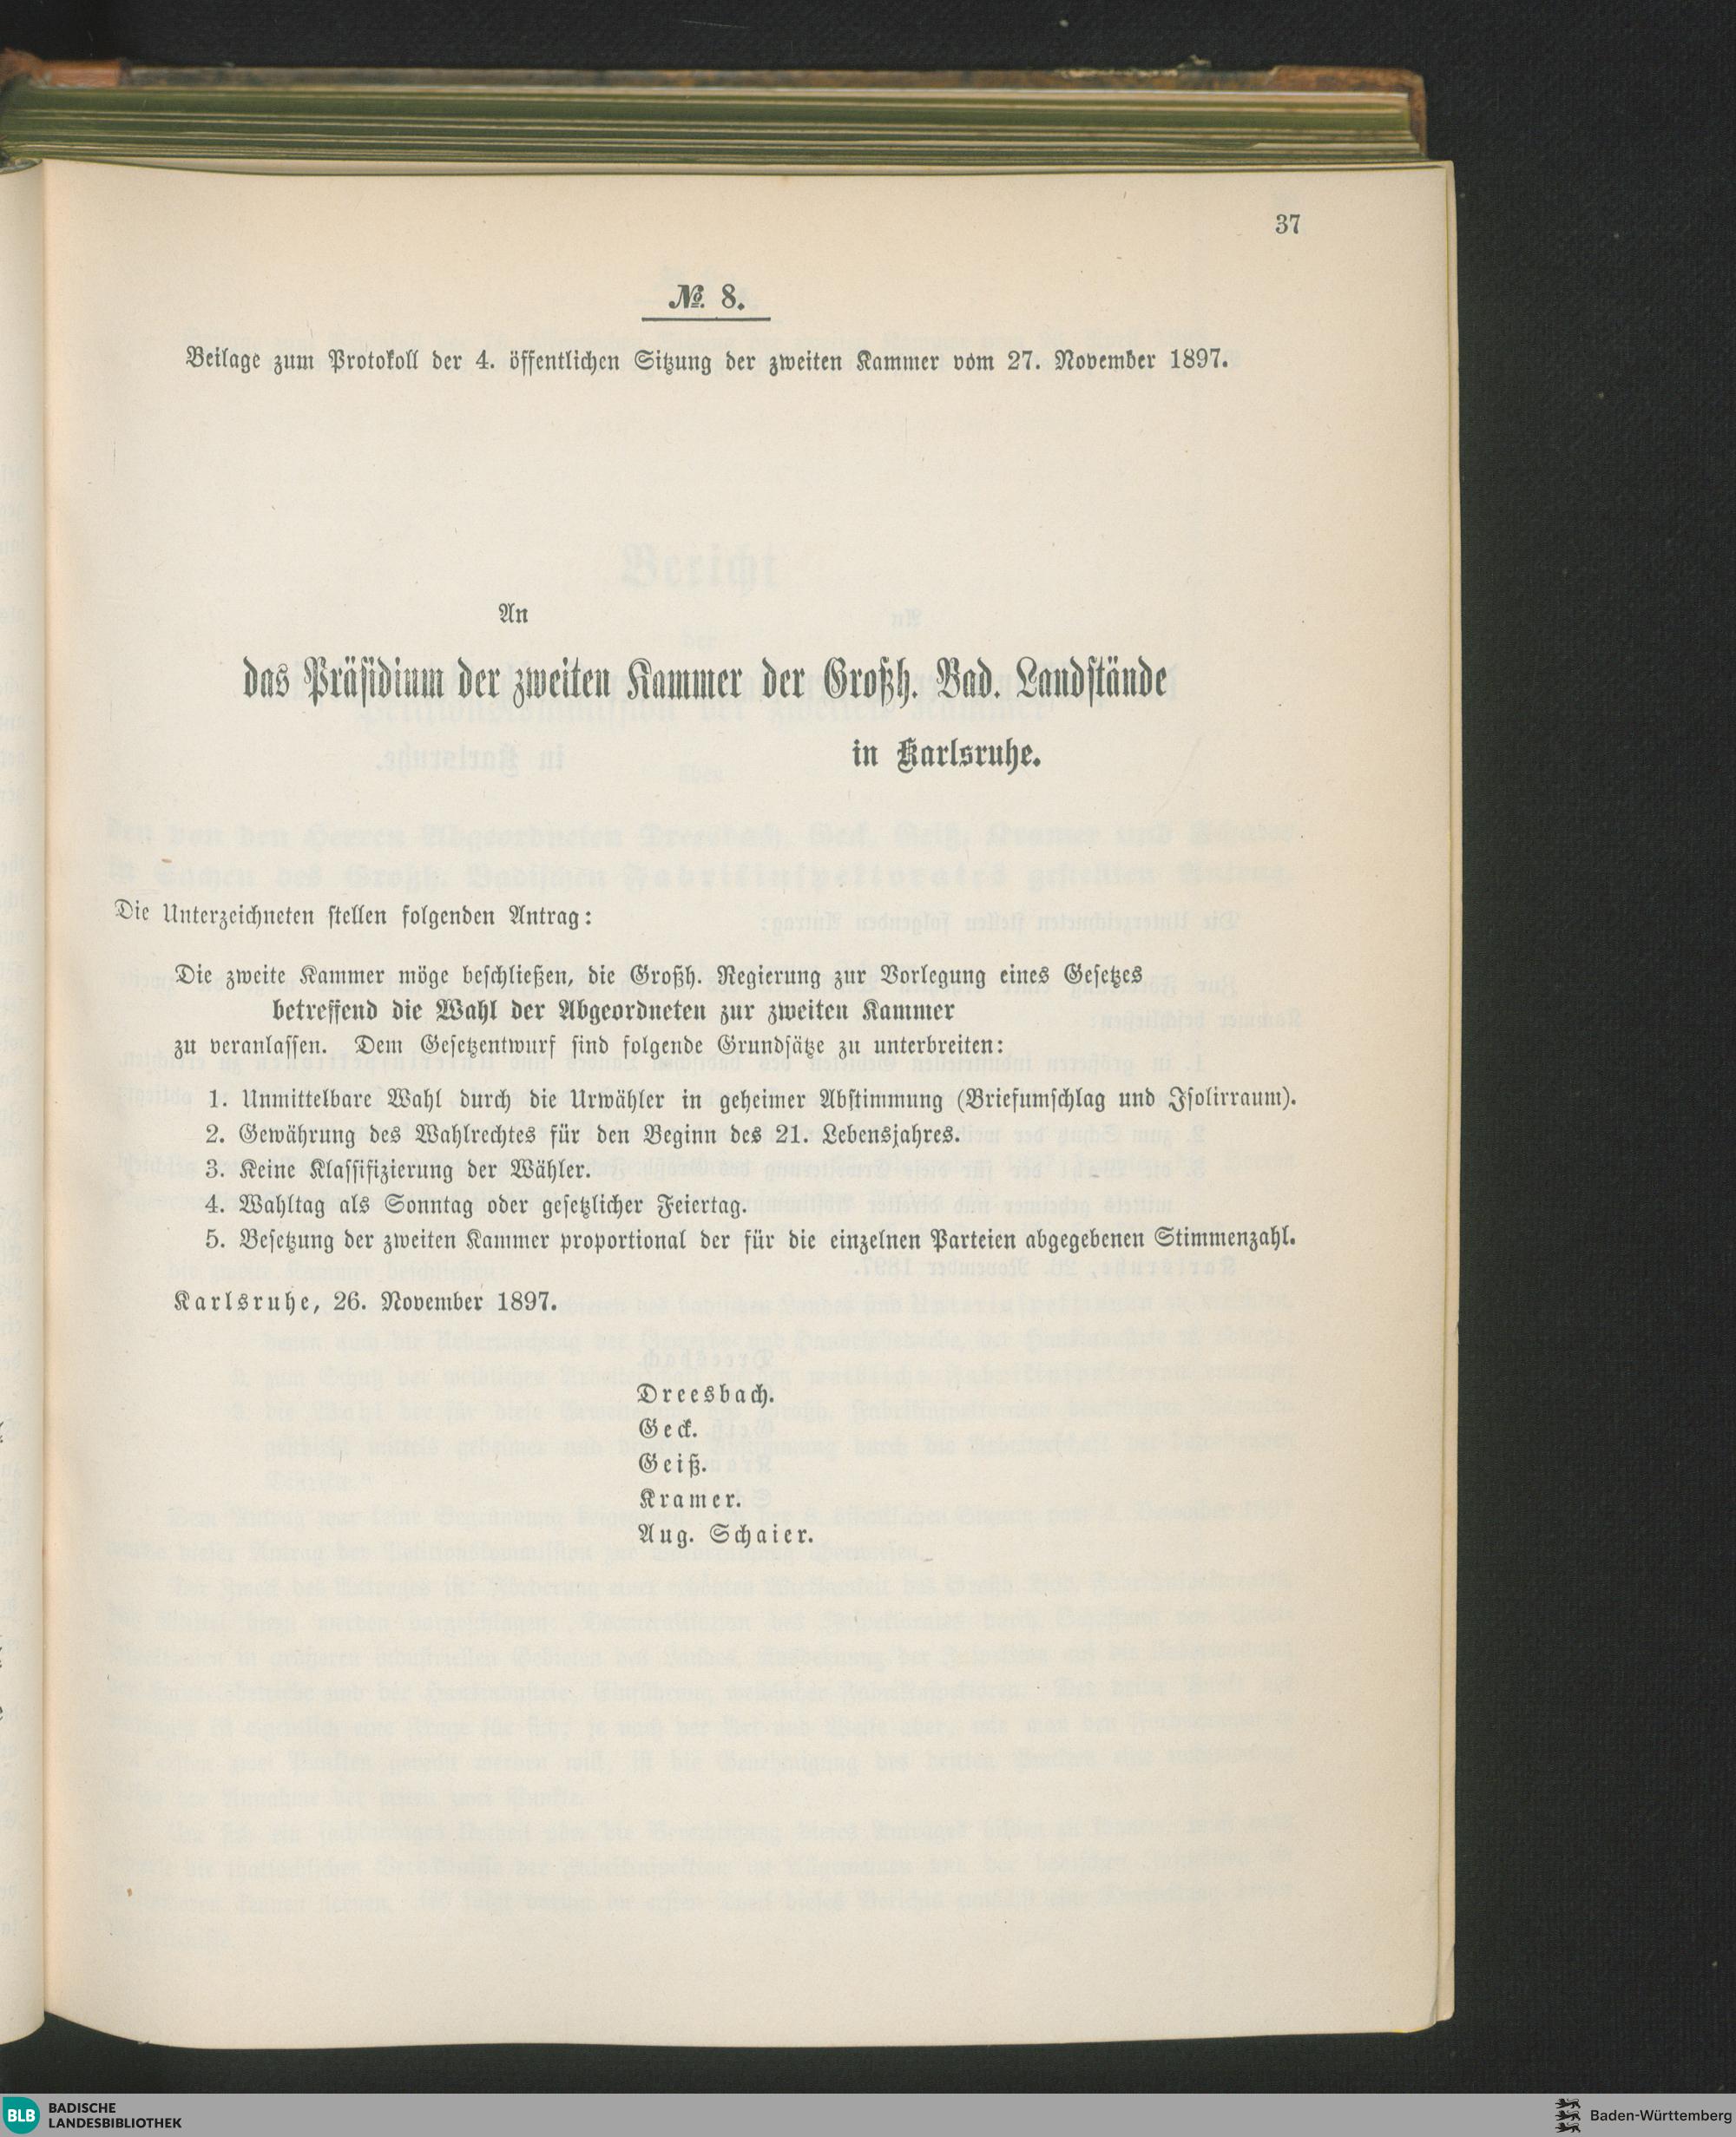 37
№ 8.
Beilage zum Protokoll der 4. öffentlichen Sitzung der zweiten Kammer vom 27. November 1897.
An
das Präsidium der zweiten Kammer der Großh. Bad. Landstände
in Karlsruhe.
Die Unterzeichneten stellen folgenden Antrag:
Die zweite Kammer möge beschließen, die Großh. Regierung zur Vorlegung eines Gesetzes
betreffend die Wahl der Abgeordneten zur zweiten Kammer
zu veranlassen. Dem Gesetzentwurf sind folgende Grundsätze zu unterbreiten:
1. Unmittelbare Wahl durch die Urwähler in geheimer Abstimmung (Briefumschlag und Isolirraum).
2. Gewährung des Wahlrechtes für den Beginn des 21. Lebensjahres.
3. Keine Klassifizierung der Wähler.
4. Wahltag als Sonntag oder gesetzlicher Feiertag.
5. Besetzung der zweiten Kammer proportional der für die einzelnen Parteien abgegebenen Stimmenzahl.
Karlsruhe, 26. November 1897.
Dreesbach.
Geck.
Geiß.
Kramer.
Aug. Schaier.
BLB BADISCHE
LANDESBIBLIOTHEK
Baden-Württemberg